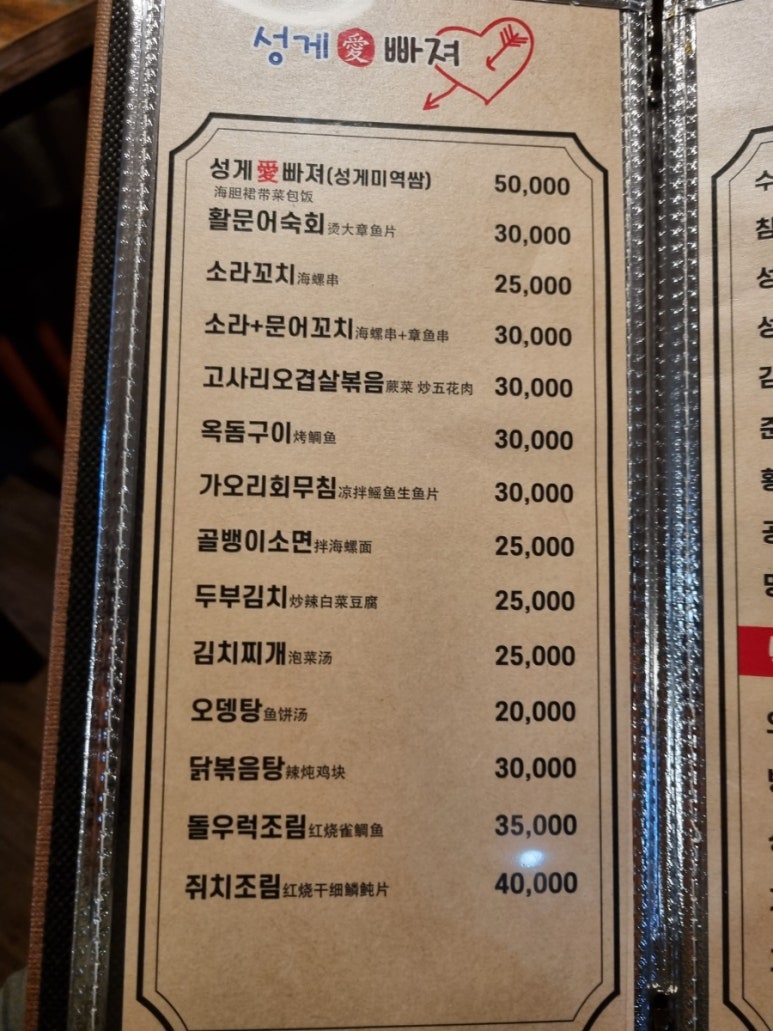 성게 愛 빠져
성게愛빠져(성게미역쌈) 50,000
海胆裙带菜包饭
활문어숙회 烫大章鱼片 30,000
소라꼬치 海螺串 25,000
소라+문어꼬치 海螺串+章鱼串 30,000
고사리오겹살볶음 蕨菜 炒五花肉 30,000
옥돔구이 烤鲷鱼 30,000
가오리회무침 凉拌鳐鱼生鱼片 30,000
골뱅이소면 拌海螺面 25,000
두부김치 炒辣白菜豆腐 25,000
김치찌개 泡菜汤 25,000
오뎅탕 鱼饼汤 20,000
닭볶음탕 辣炖鸡块 30,000
돌우럭조림 红烧雀鲷鱼 35,000
쥐치조림 红烧干细鳞鲀片 40,000